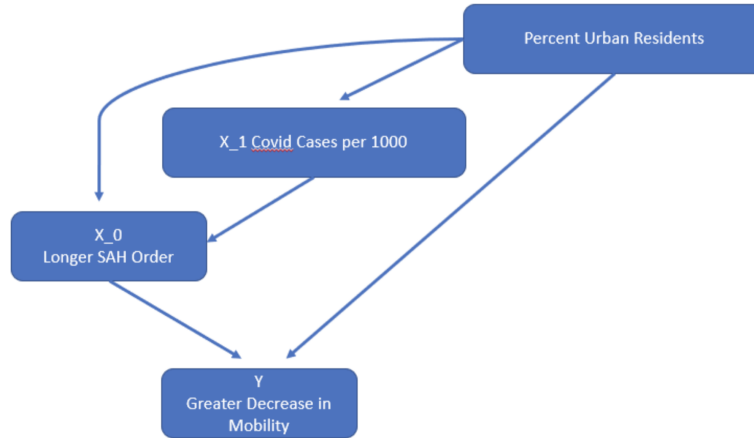 Percent Urban Residents
X_1 Covid Cases per 1000
X_0
Longer SAH Order
Y
Greater Decrease in
Mobility